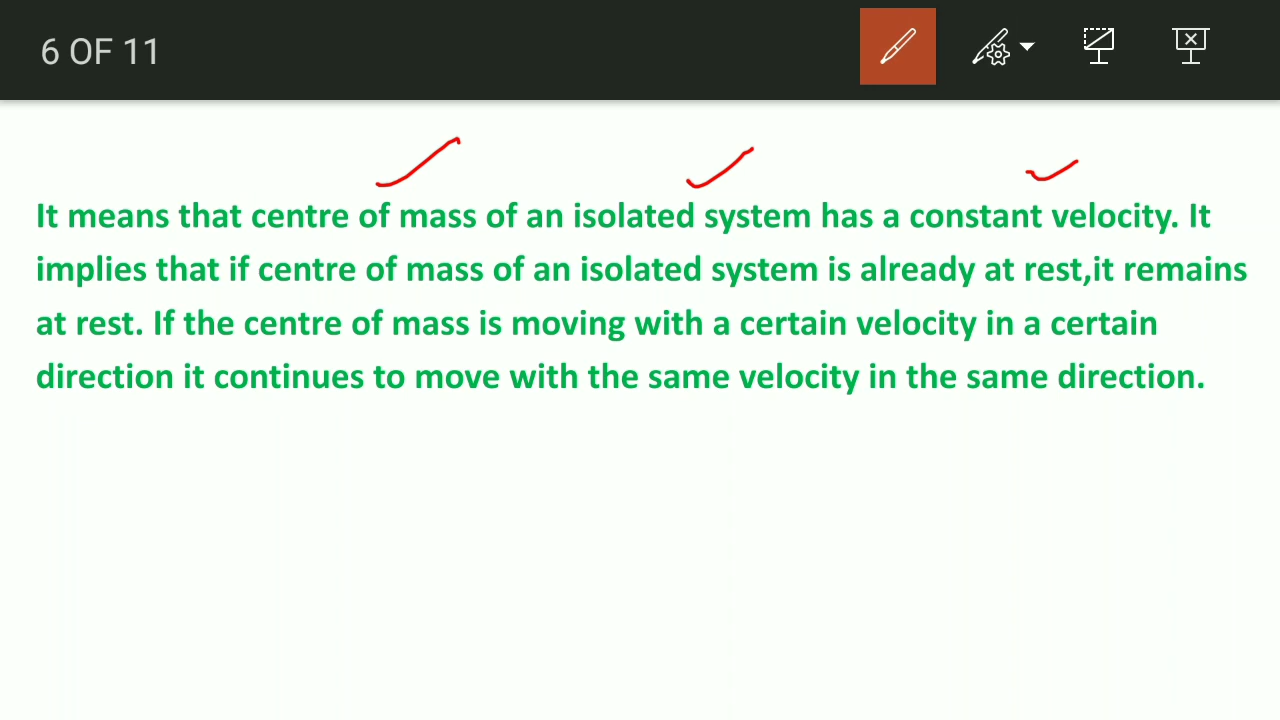 6 OF 11
It means that centre of mass of an isolated system has a constant velocity. It
implies that if centre of mass of an isolated system is already at rest,it remains
at rest. If the centre of mass is moving with a certain velocity in a certain
direction it continues to move with the same velocity in the same direction.